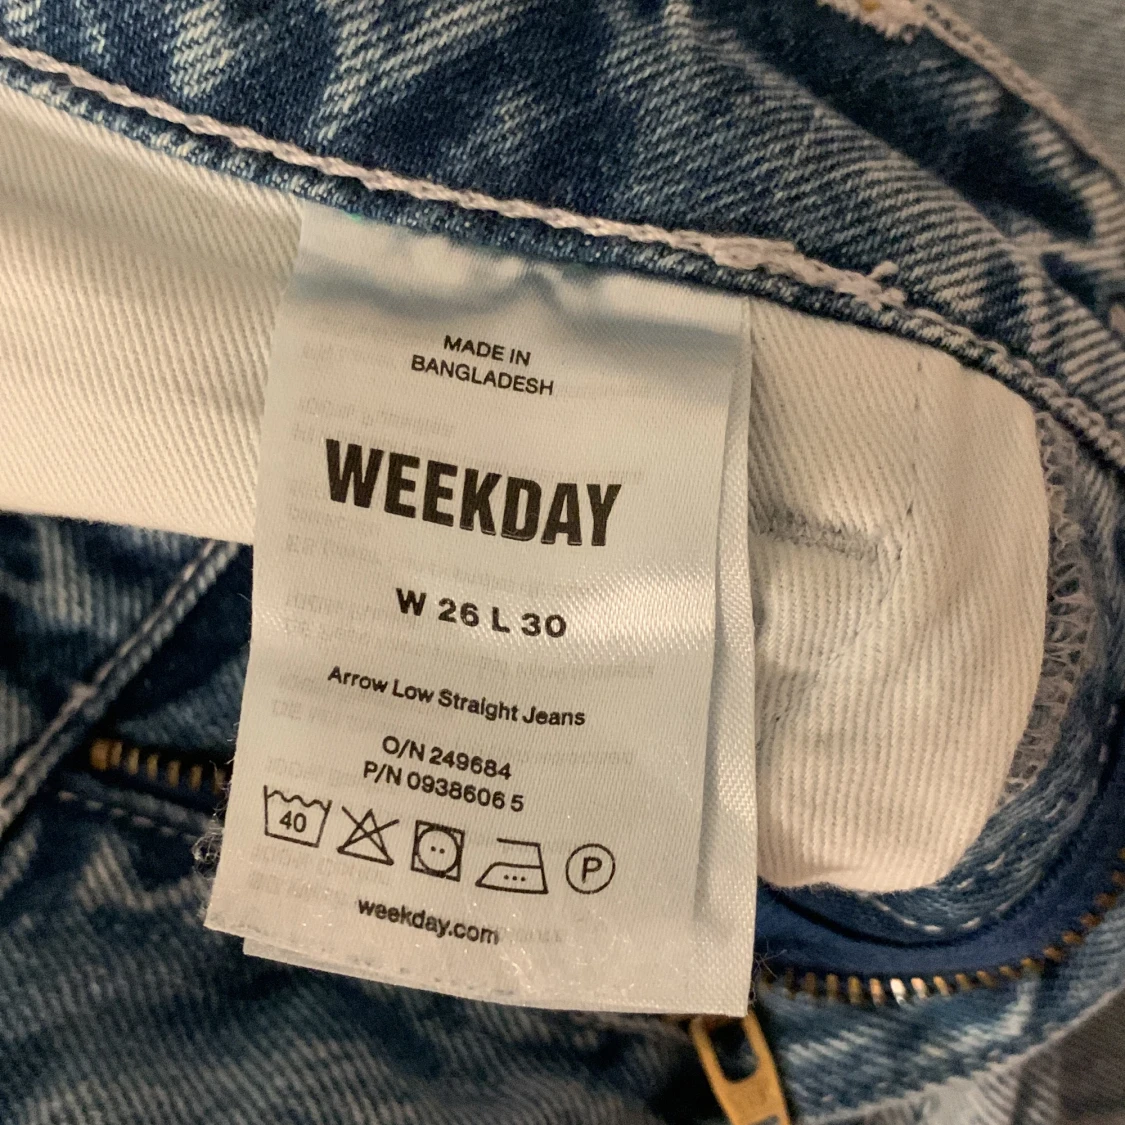 MADE IN
BANGLADESH
WEEKDAY
W 26 L 30
Arrow Low Straight Jeans
O/N 249684
P/N 0938606 5
40
P
weekday.com